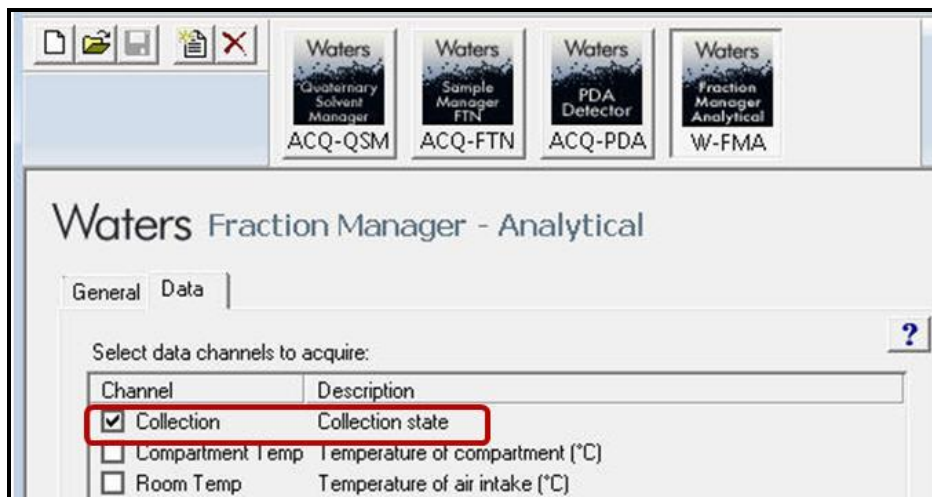 Waters Waters Waters Waters
Quaternary Solvent Manager
Sample Manager FTN
PDA Detector
Fraction Manager Analytical
ACQ-QSM ACQ-FTN ACQ-PDA W-FMA
Waters Fraction Manager - Analytical
General Data
?
Select data channels to acquire:
Channel Description
Collection Collection state
Compartment Temp Temperature of compartment (°C)
Room Temp Temperature of air intake (°C)